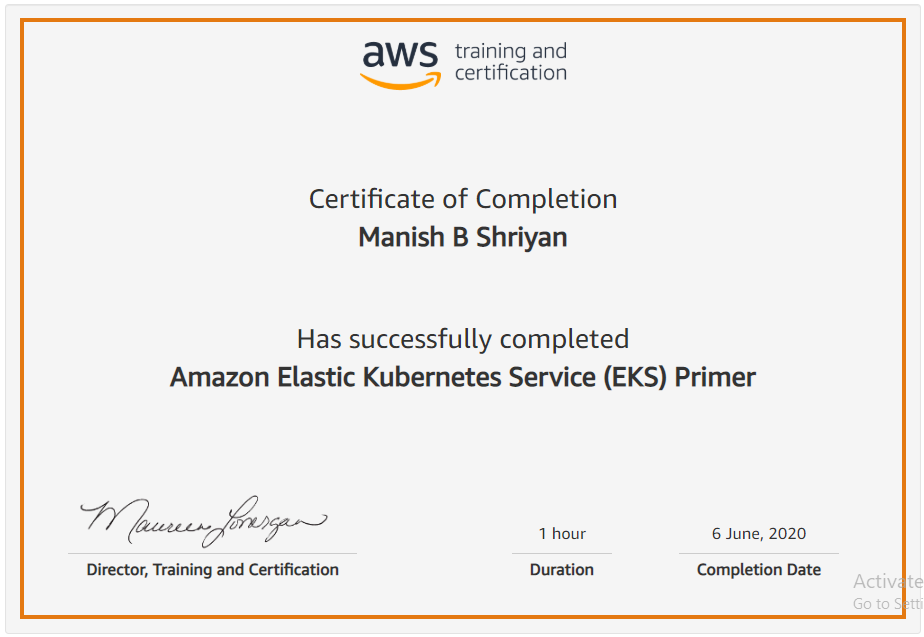 aws training and
certification
Certificate of Completion
Manish B Shriyan
Has successfully completed
Amazon Elastic Kubernetes Service (EKS) Primer
Maureen Lonergan
1 hour
6 June, 2020
Director, Training and Certification
Duration
Completion Date
Activate
Go to Setti